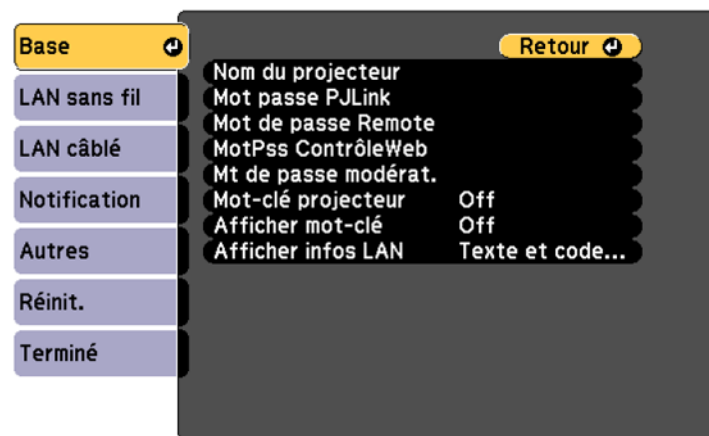 Base
LAN sans fil
LAN câblé
Notification
Autres
Réinit.
Terminé
Retour
Nom du projecteur
Mot passe PJLink
Mot de passe Remote
MotPss ContrôleWeb
Mt de passe modérat.
Mot-clé projecteur Off
Afficher mot-clé Off
Afficher infos LAN Texte et code...